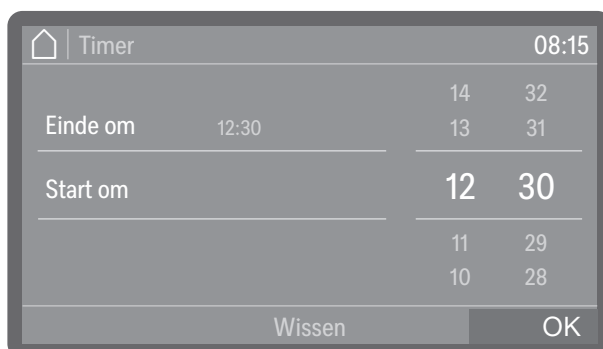 Timer 08:15
14 32
Einde om 12:30 13 31
Start om 12 30
11 29
10 28
Wissen OK